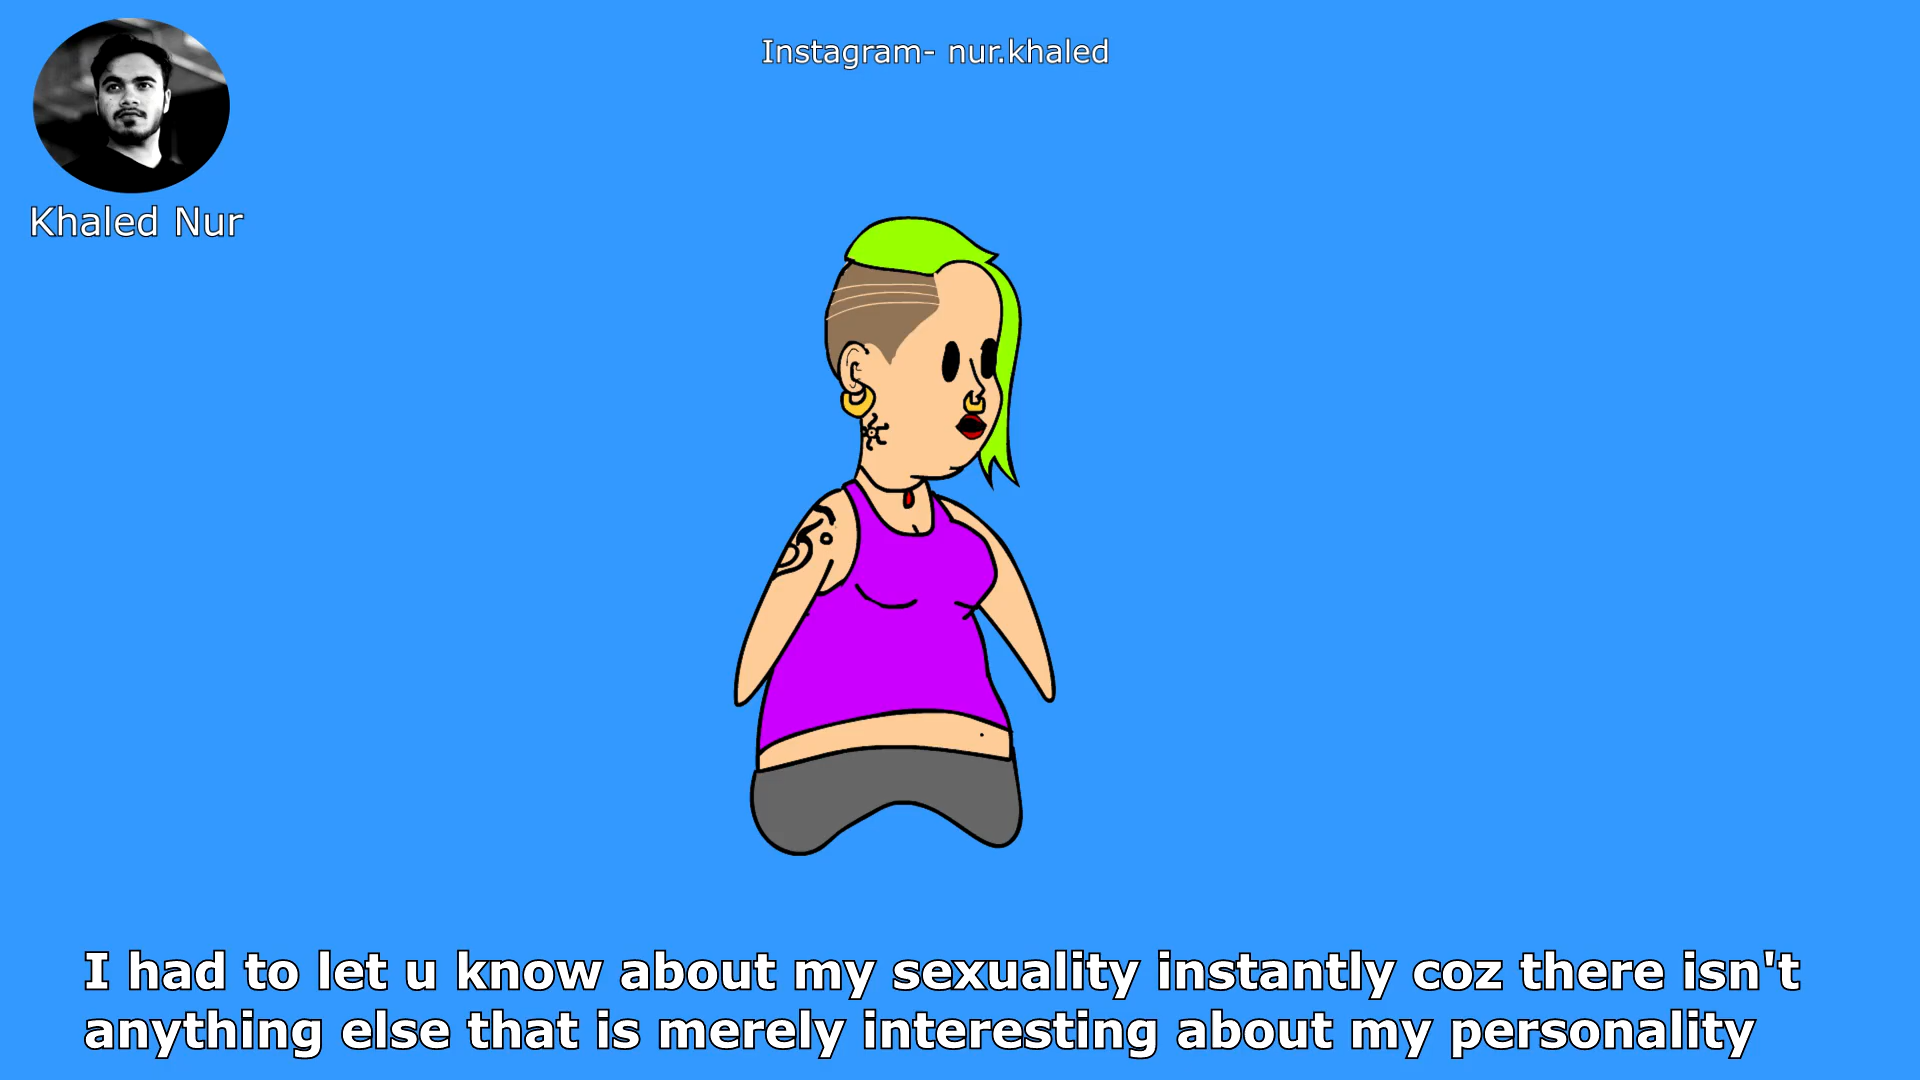 Instagram- nur.khaled
Khaled Nur
I had to let u know about my sexuality instantly coz there isn't
anything else that is merely interesting about my personality